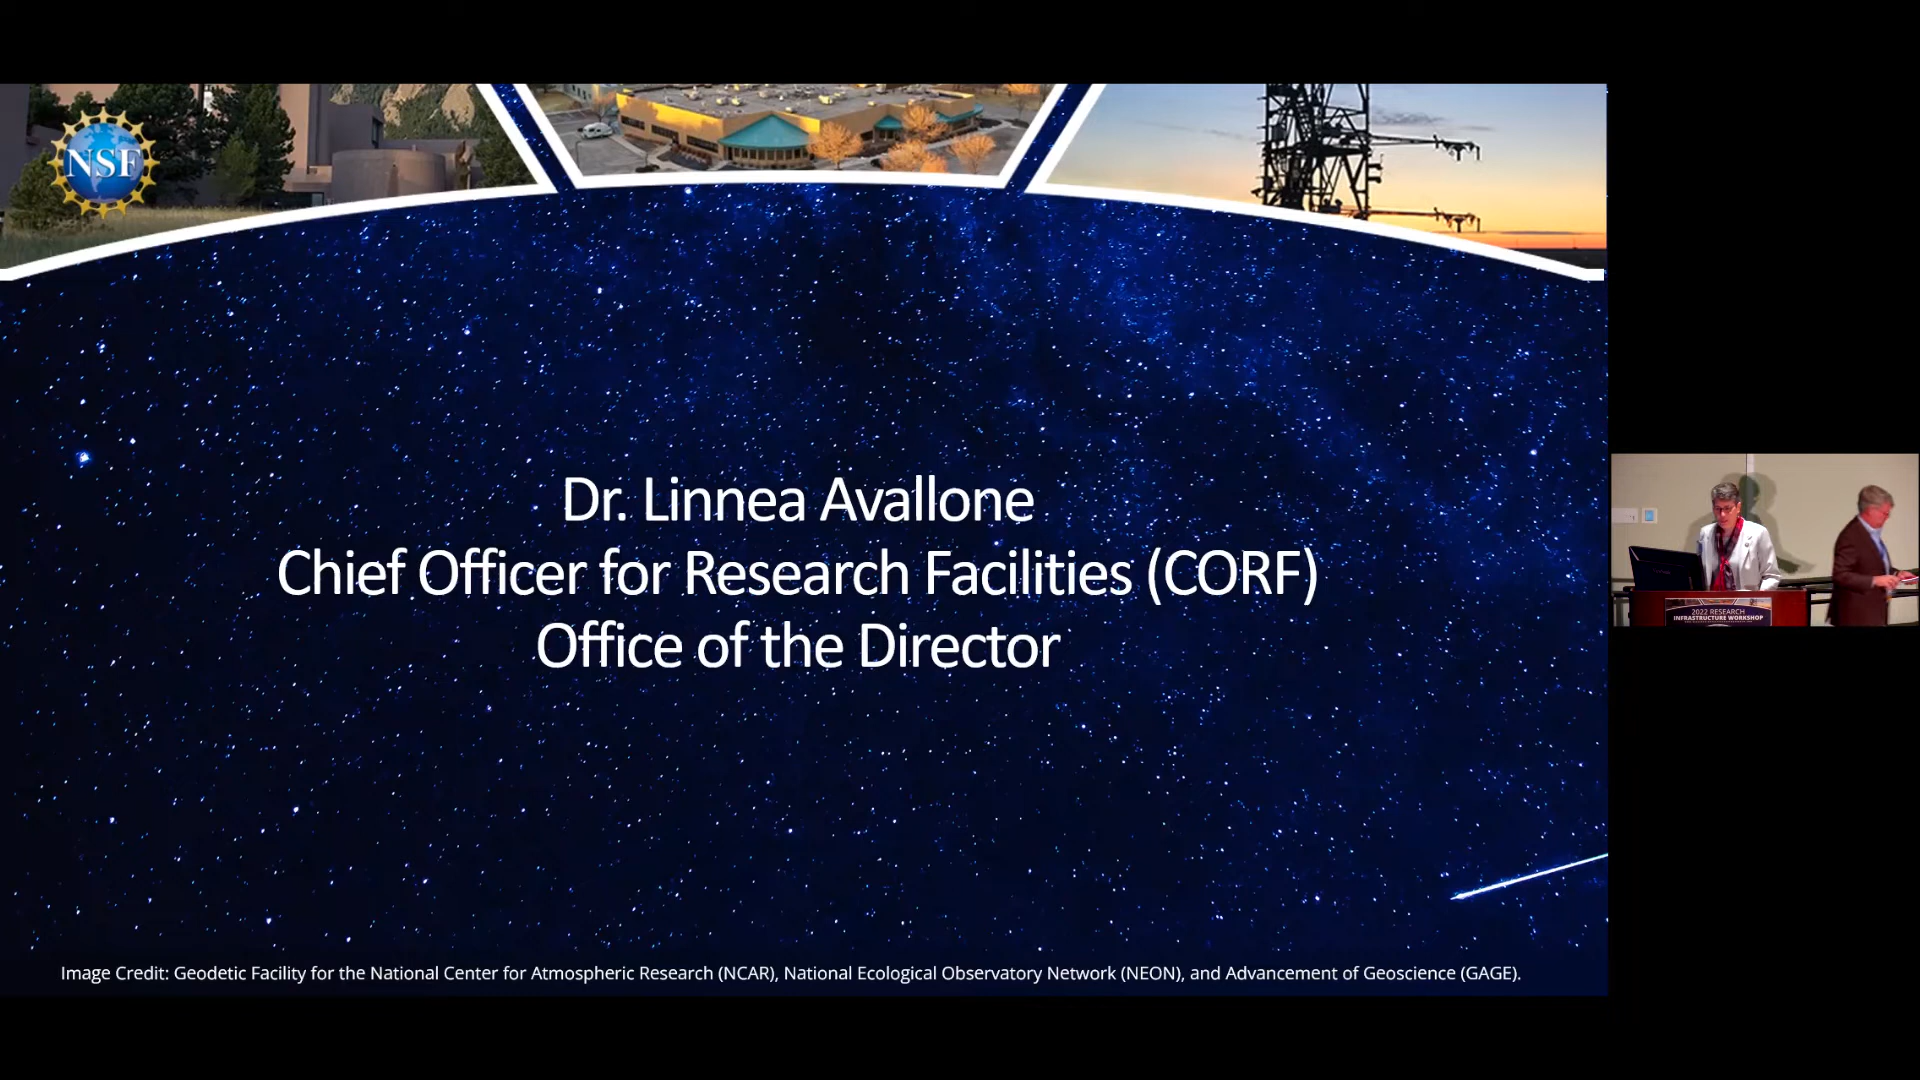 NSF
Dr. Linnea Avallone
Chief Officer for Research Facilities (CORF)
Office of the Director
2022 RESEARCH
INFRASTRUCTURE WORKSHOP
Image Credit: Geodetic Facility for the National Center for Atmospheric Research (NCAR), National Ecological Observatory Network (NEON), and Advancement of Geoscience (GAGE).